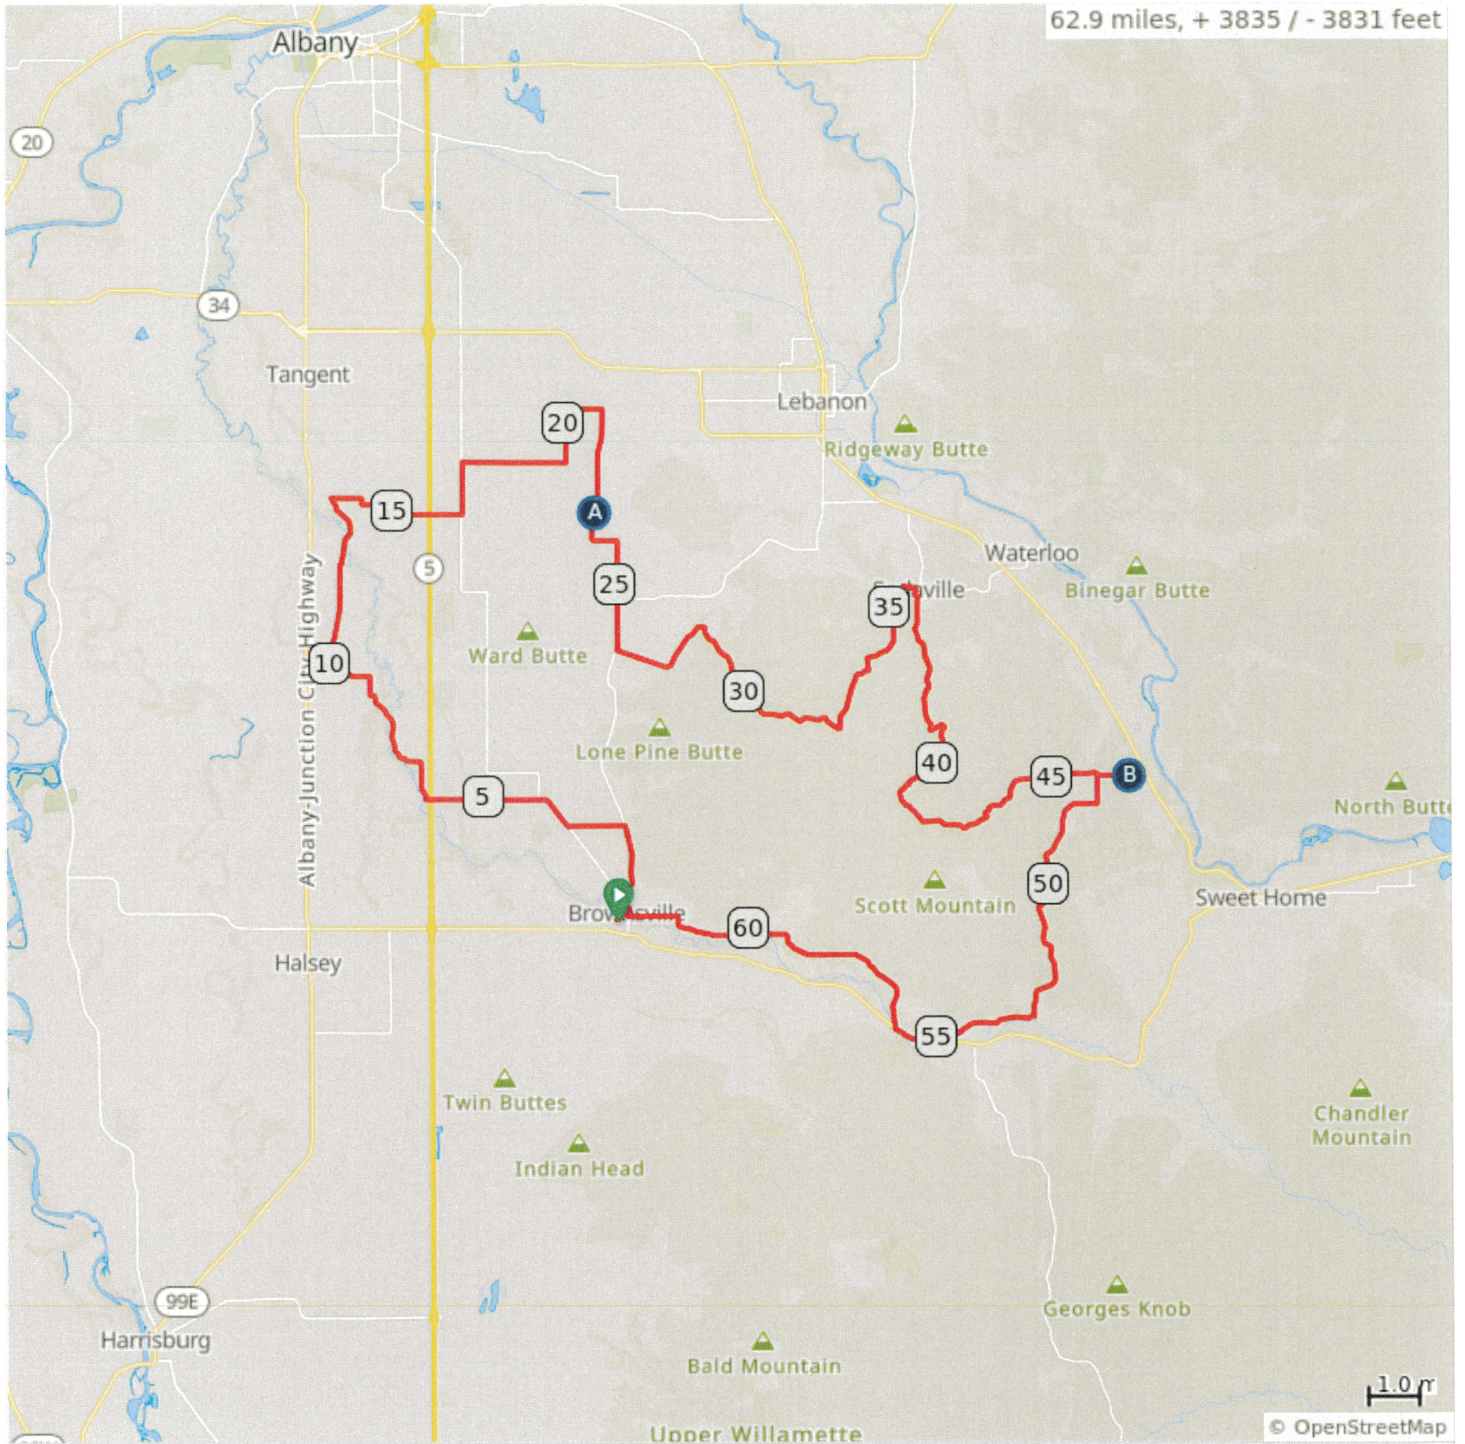 62.9 miles, + 3835 / - 3831 feet
Albany
20
34
Tangent
Lebanon
20
Ridgeway Butte
15
A
5
Waterloo
25
Binegar Butte
35
Ward Butte
10
30
Albany-Junction City Highway
Lone Pine Butte
40
45
B
5
North Butte
50
Scott Mountain
Sweet Home
Brownsville
60
Halsey
55
Twin Buttes
Chandler
Mountain
Indian Head
99E
Georges Knob
Harrisburg
Bald Mountain
1.0 m
© OpenStreetMap
Upper Willamette